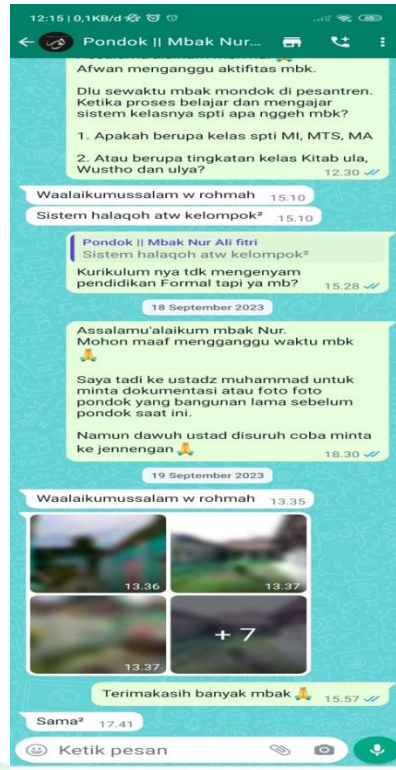 12:15 | 0,1KB/d
Pondok || Mbak Nur...
Afwan menganggu aktifitas mbk.
Dlu sewaktu mbak mondok di pesantren.
Ketika proses belajar dan mengajar
sistem kelasnya spti apa nggeh mbk?
1. Apakah berupa kelas spti MI, MTS, MA
2. Atau berupa tingkatan kelas Kitab ula,
Wustho dan ulya?
12.30
Waalaikumussalam w rohmah 15.10
Sistem halaqoh atw kelompok² 15.10
Pondok || Mbak Nur Ali fitri
Sistem halaqoh atw kelompok²
Kurikulum nya tdk mengenyam
pendidikan Formal tapi ya mb? 15.28
18 September 2023
Assalamu'alaikum mbak Nur.
Mohon maaf mengganggu waktu mbk
Saya tadi ke ustadz muhammad untuk
minta dokumentasi atau foto foto
pondok yang bangunan lama sebelum
pondok saat ini.
Namun dawuh ustad disuruh coba minta
ke jennengan 18.30
19 September 2023
Waalaikumussalam w rohmah 13.35
13.36
13.37
13.37
+ 7
Terimakasih banyak mbak 15.57
Sama² 17.41
Ketik pesan